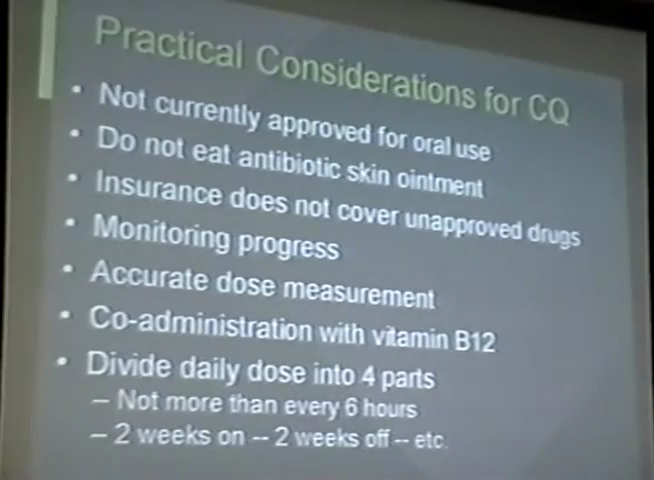 Practical Considerations for CQ
• Not currently approved for oral use
• Do not eat antibiotic skin ointment
• Insurance does not cover unapproved drugs
• Monitoring progress
• Accurate dose measurement
• Co-administration with vitamin B12
• Divide daily dose into 4 parts
– Not more than every 6 hours
– 2 weeks on -- 2 weeks off -- etc.